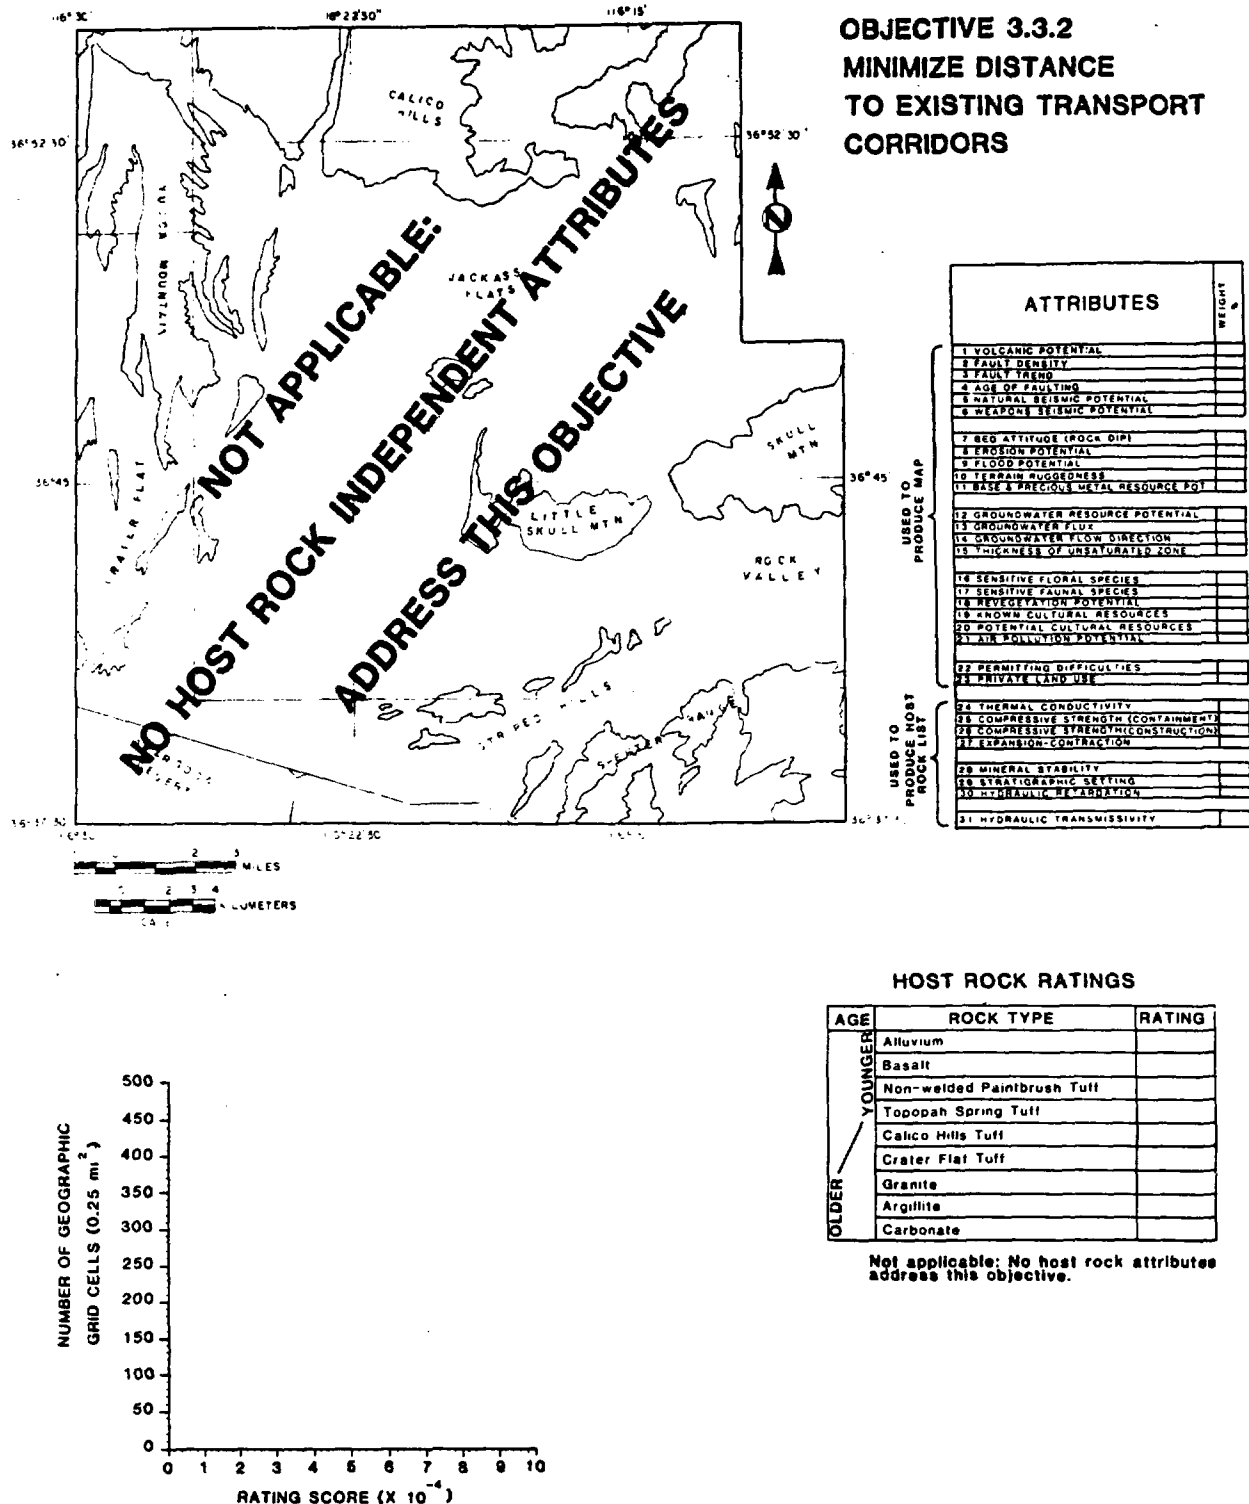 OBJECTIVE 3.3.2
MINIMIZE DISTANCE
TO EXISTING TRANSPORT
CORRIDORS
116° 30'
116° 15'
36° 52' 30"
36° 52' 30"
CALICO
HILLS
YUCCA MOUNTAIN
JACKASS
FLATS
NOT APPLICABLE:
NO HOST ROCK INDEPENDENT ATTRIBUTES
ADDRESS THIS OBJECTIVE
SKULL
MTN
36° 45'
36° 45'
LITTLE
SKULL MTN
ROCK
VALLEY
FLAT
STRIPED HILLS
SPECTER RANGE
MILES
KILOMETERS
ATTRIBUTES
WEIGHT %
USED TO
PRODUCE MAP
1 VOLCANIC POTENTIAL
2 FAULT DENSITY
3 FAULT TREND
4 AGE OF FAULTING
5 NATURAL SEISMIC POTENTIAL
6 WEAPONS SEISMIC POTENTIAL
7 BED ATTITUDE (ROCK DIP)
8 EROSION POTENTIAL
9 FLOOD POTENTIAL
10 TERRAIN RUGGEDNESS
11 BASE & PRECIOUS METAL RESOURCE POT
12 GROUNDWATER RESOURCE POTENTIAL
13 GROUNDWATER FLUX
14 GROUNDWATER FLOW DIRECTION
15 THICKNESS OF UNSATURATED ZONE
16 SENSITIVE FLORAL SPECIES
17 SENSITIVE FAUNAL SPECIES
18 REVEGETATION POTENTIAL
19 KNOWN CULTURAL RESOURCES
20 POTENTIAL CULTURAL RESOURCES
21 AIR POLLUTION POTENTIAL
22 PERMITTING DIFFICULTIES
23 PRIVATE LAND USE
USED TO
PRODUCE HOST
ROCK LIST
24 THERMAL CONDUCTIVITY
25 COMPRESSIVE STRENGTH (CONTAINMENT)
26 COMPRESSIVE STRENGTH (CONSTRUCTION)
27 EXPANSION-CONTRACTION
28 MINERAL STABILITY
29 STRATIGRAPHIC SETTING
30 HYDRAULIC RETARDATION
31 HYDRAULIC TRANSMISSIVITY
HOST ROCK RATINGS
AGE ROCK TYPE RATING
YOUNGER
OLDER
Alluvium
Basalt
Non-welded Paintbrush Tuff
Topopah Spring Tuff
Calico Hills Tuff
Crater Flat Tuff
Granite
Argillite
Carbonate
Not applicable: No host rock attributes
address this objective.
NUMBER OF GEOGRAPHIC
GRID CELLS (0.25 mi²)
500
450
400
350
300
250
200
150
100
50
0
0 1 2 3 4 5 6 7 8 9 10
RATING SCORE (X 10⁻⁴)